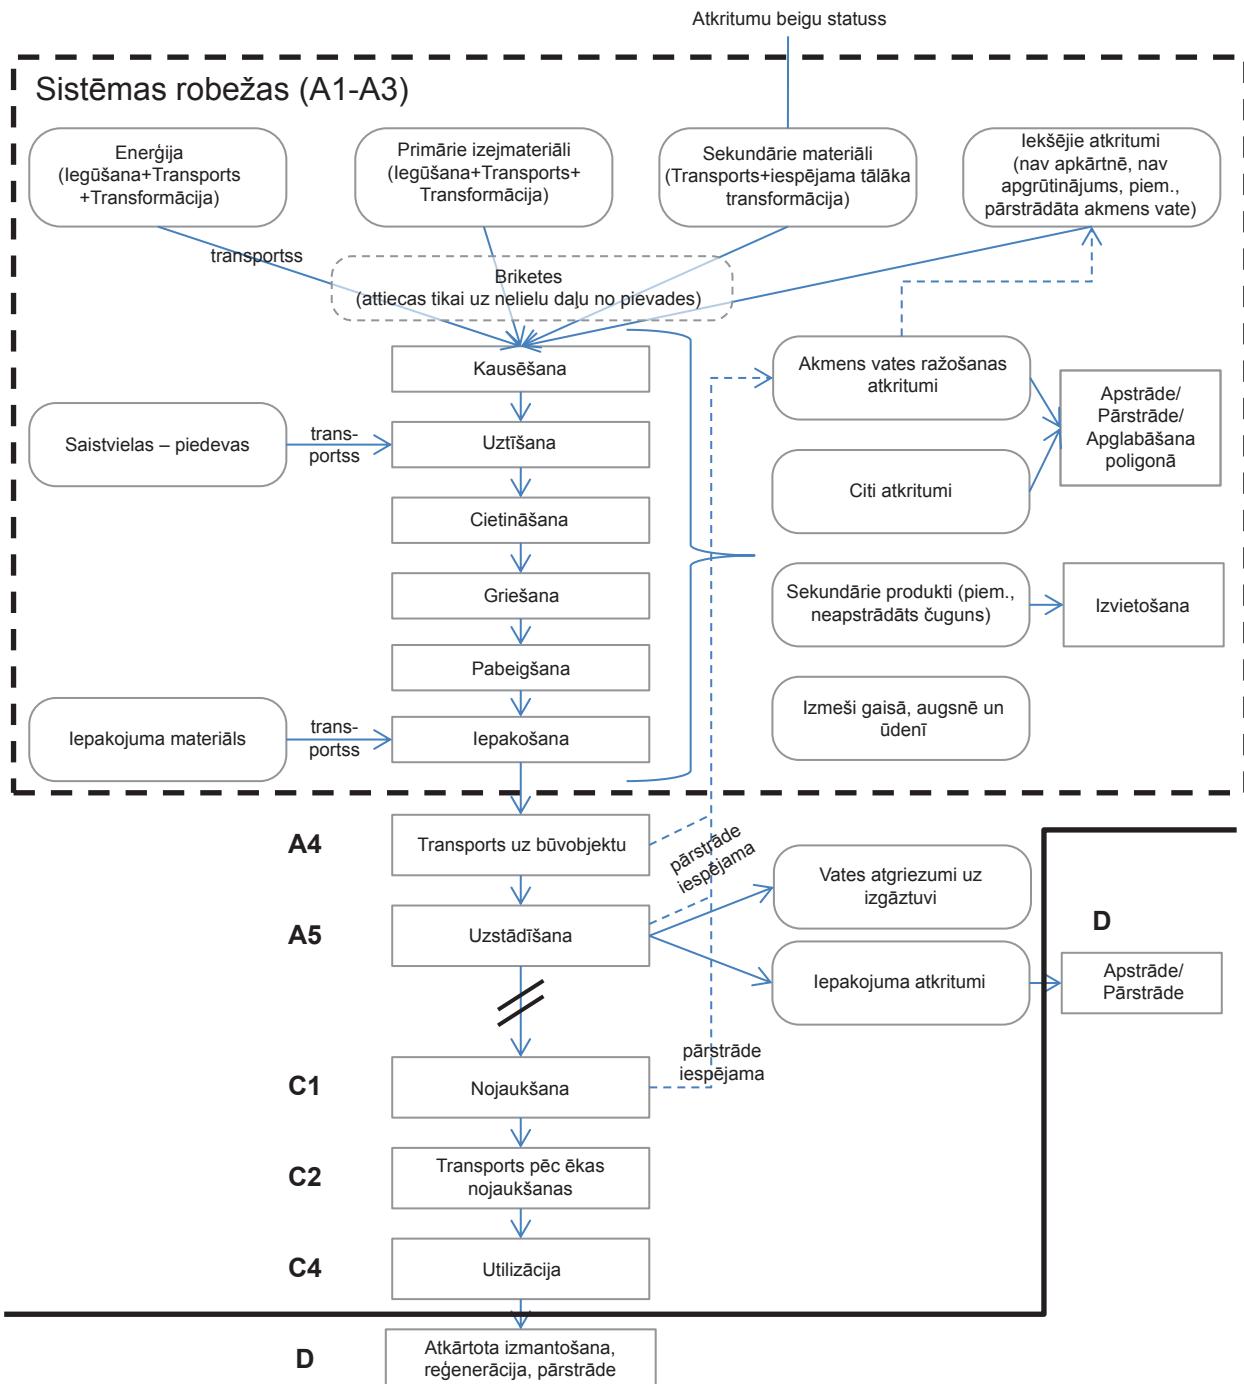 Atkritumu beigu statuss
Sistēmas robežas (A1-A3)
Enerģija
(Iegūšana+Transports
+Transformācija)
Primārie izejmateriāli
(Iegūšana+Transports+
Transformācija)
Sekundārie materiāli
(Transports+iespējama tālāka
transformācija)
Iekšējie atkritumi
(nav apkārtnē, nav
apgrūtinājums, piem.,
pārstrādāta akmens vate)
transportss
Briketes
(attiecas tikai uz nelielu daļu no pievades)
Kausēšana
Akmens vates ražošanas
atkritumi
Apstrāde/
Pārstrāde/
Apglabāšana
poligonā
Saistvielas – piedevas
trans-
portss
Uztīšana
Citi atkritumi
Cietināšana
Griešana
Sekundārie produkti (piem.,
neapstrādāts čuguns)
Izvietošana
Pabeigšana
Iepakojuma materiāls
trans-
portss
Iepakošana
Izmeši gaisā, augsnē un
ūdenī
A4
Transports uz būvobjektu
pārstrāde
iespējama
Vates atgriezumi uz
izgāztuvi
A5
Uzstādīšana
D
Iepakojuma atkritumi
Apstrāde/
Pārstrāde
pārstrāde
iespējama
C1
Nojaukšana
C2
Transports pēc ēkas
nojaukšanas
C4
Utilizācija
D
Atkārtota izmantošana,
reģenerācija, pārstrāde